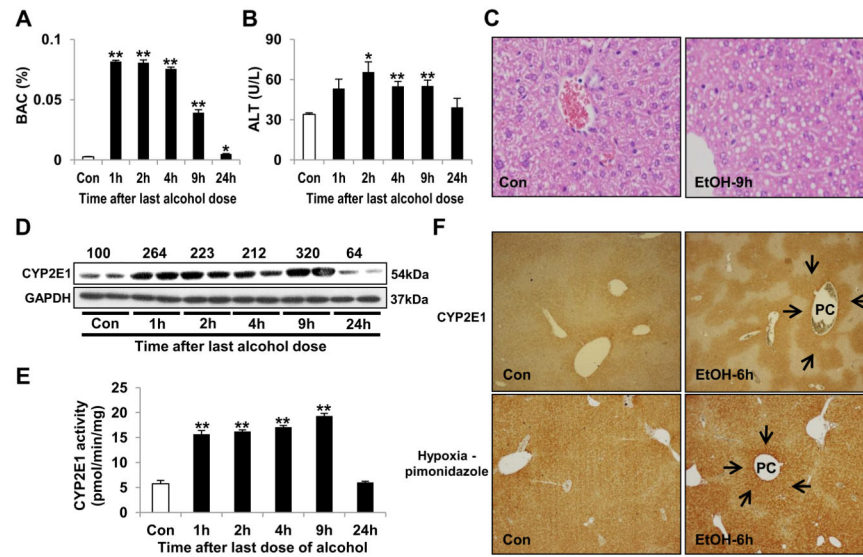 A
BAC (%)
0.1
0.05
0
** ** ** ** *
Con 1h 2h 4h 9h 24h
Time after last alcohol dose
B
ALT (U/L)
90
60
30
0
* ** **
Con 1h 2h 4h 9h 24h
Time after last alcohol dose
C
Con
EtOH-9h
D
100 264 223 212 320 64
CYP2E1 54kDa
GAPDH 37kDa
Con 1h 2h 4h 9h 24h
Time after last alcohol dose
E
CYP2E1 activity
(pmol/min/mg)
25
20
15
10
5
0
** ** ** **
Con 1h 2h 4h 9h 24h
Time after last dose of alcohol
F
CYP2E1
Con
PC
EtOH-6h
Hypoxia -
pimonidazole
Con
PC
EtOH-6h